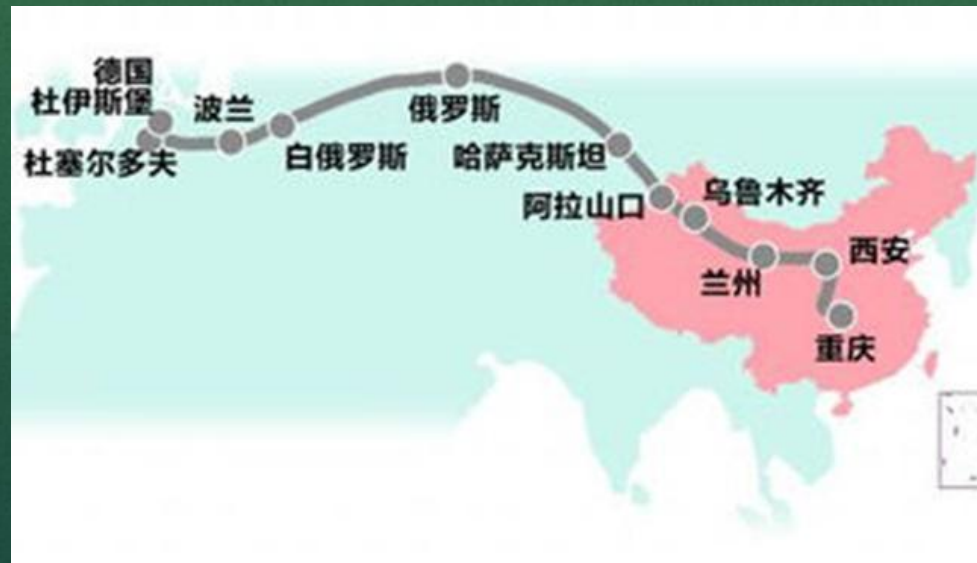 德国
杜伊斯堡
波兰
俄罗斯
杜塞尔多夫
白俄罗斯
哈萨克斯坦
阿拉山口
乌鲁木齐
兰州
西安
重庆